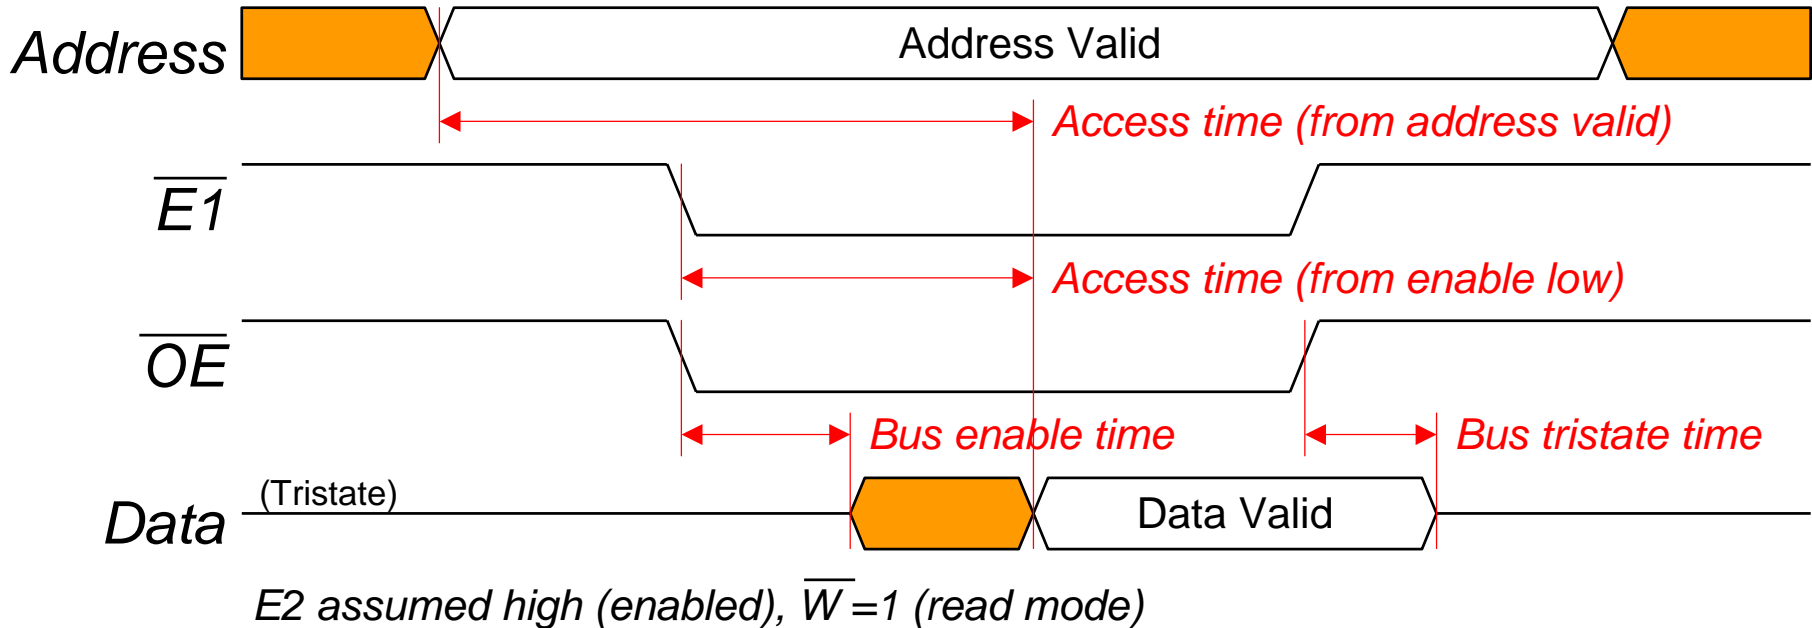 Address Address Valid
Access time (from address valid)
E1
Access time (from enable low)
OE
Bus enable time Bus tristate time
(Tristate)
Data Data Valid
E2 assumed high (enabled), W̅ =1 (read mode)